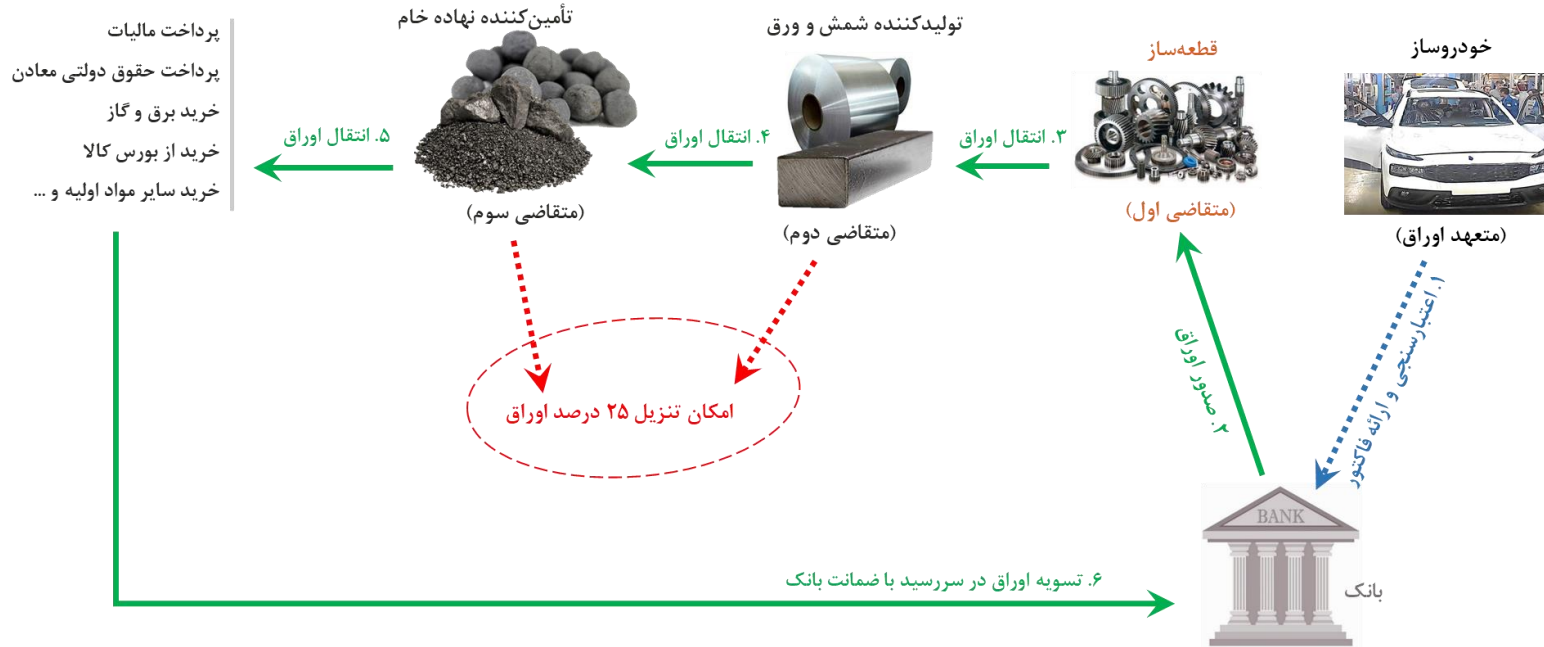 خودروساز
(متعهد اوراق)
۱. اعتبارسنجی و ارائه فاکتور
BANK
بانک
۲. صدور اوراق
قطعه‌ساز
(متقاضی اول)
۳. انتقال اوراق
تولیدکننده شمش و ورق
(متقاضی دوم)
۴. انتقال اوراق
تأمین‌کننده نهاده خام
(متقاضی سوم)
۵. انتقال اوراق
پرداخت مالیات
پرداخت حقوق دولتی معادن
خرید برق و گاز
خرید از بورس کالا
خرید سایر مواد اولیه و ...
امکان تنزیل ۲۵ درصد اوراق
۶. تسویه اوراق در سررسید با ضمانت بانک